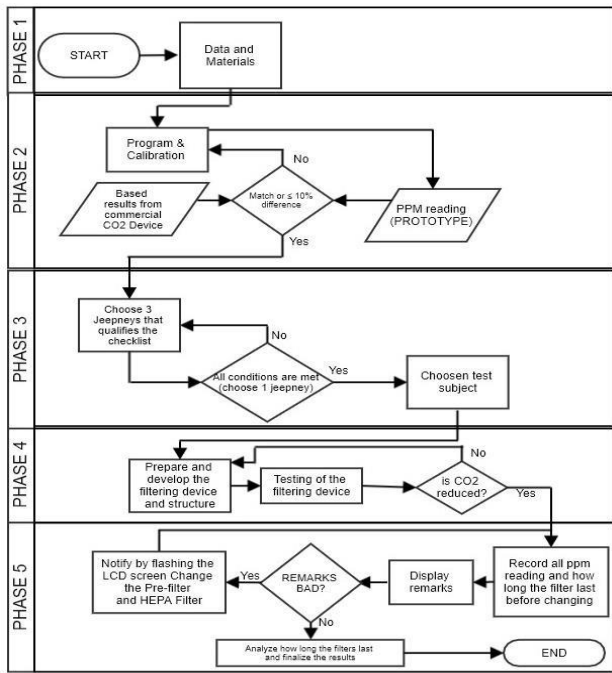 PHASE 1
START
Data and
Materials
PHASE 2
Program &
Calibration
No
Based
results from
commercial
CO2 Device
Match or ≤ 10%
difference
PPM reading
(PROTOTYPE)
Yes
PHASE 3
Choose 3
Jeepneys that
qualifies the
checklist
No
All conditions are met
(choose 1 jeepney)
Yes
Choosen test
subject
PHASE 4
Prepare and
develop the
filtering device
and structure
Testing of the
filtering device
No
is CO2
reduced?
Yes
PHASE 5
Notify by flashing the
LCD screen Change
the Pre-filter
and HEPA Filter
Yes
REMARKS
BAD?
Display
remarks
Record all ppm
reading and how
long the filter last
before changing
No
Analyze how long the filters last
and finalize the results
END